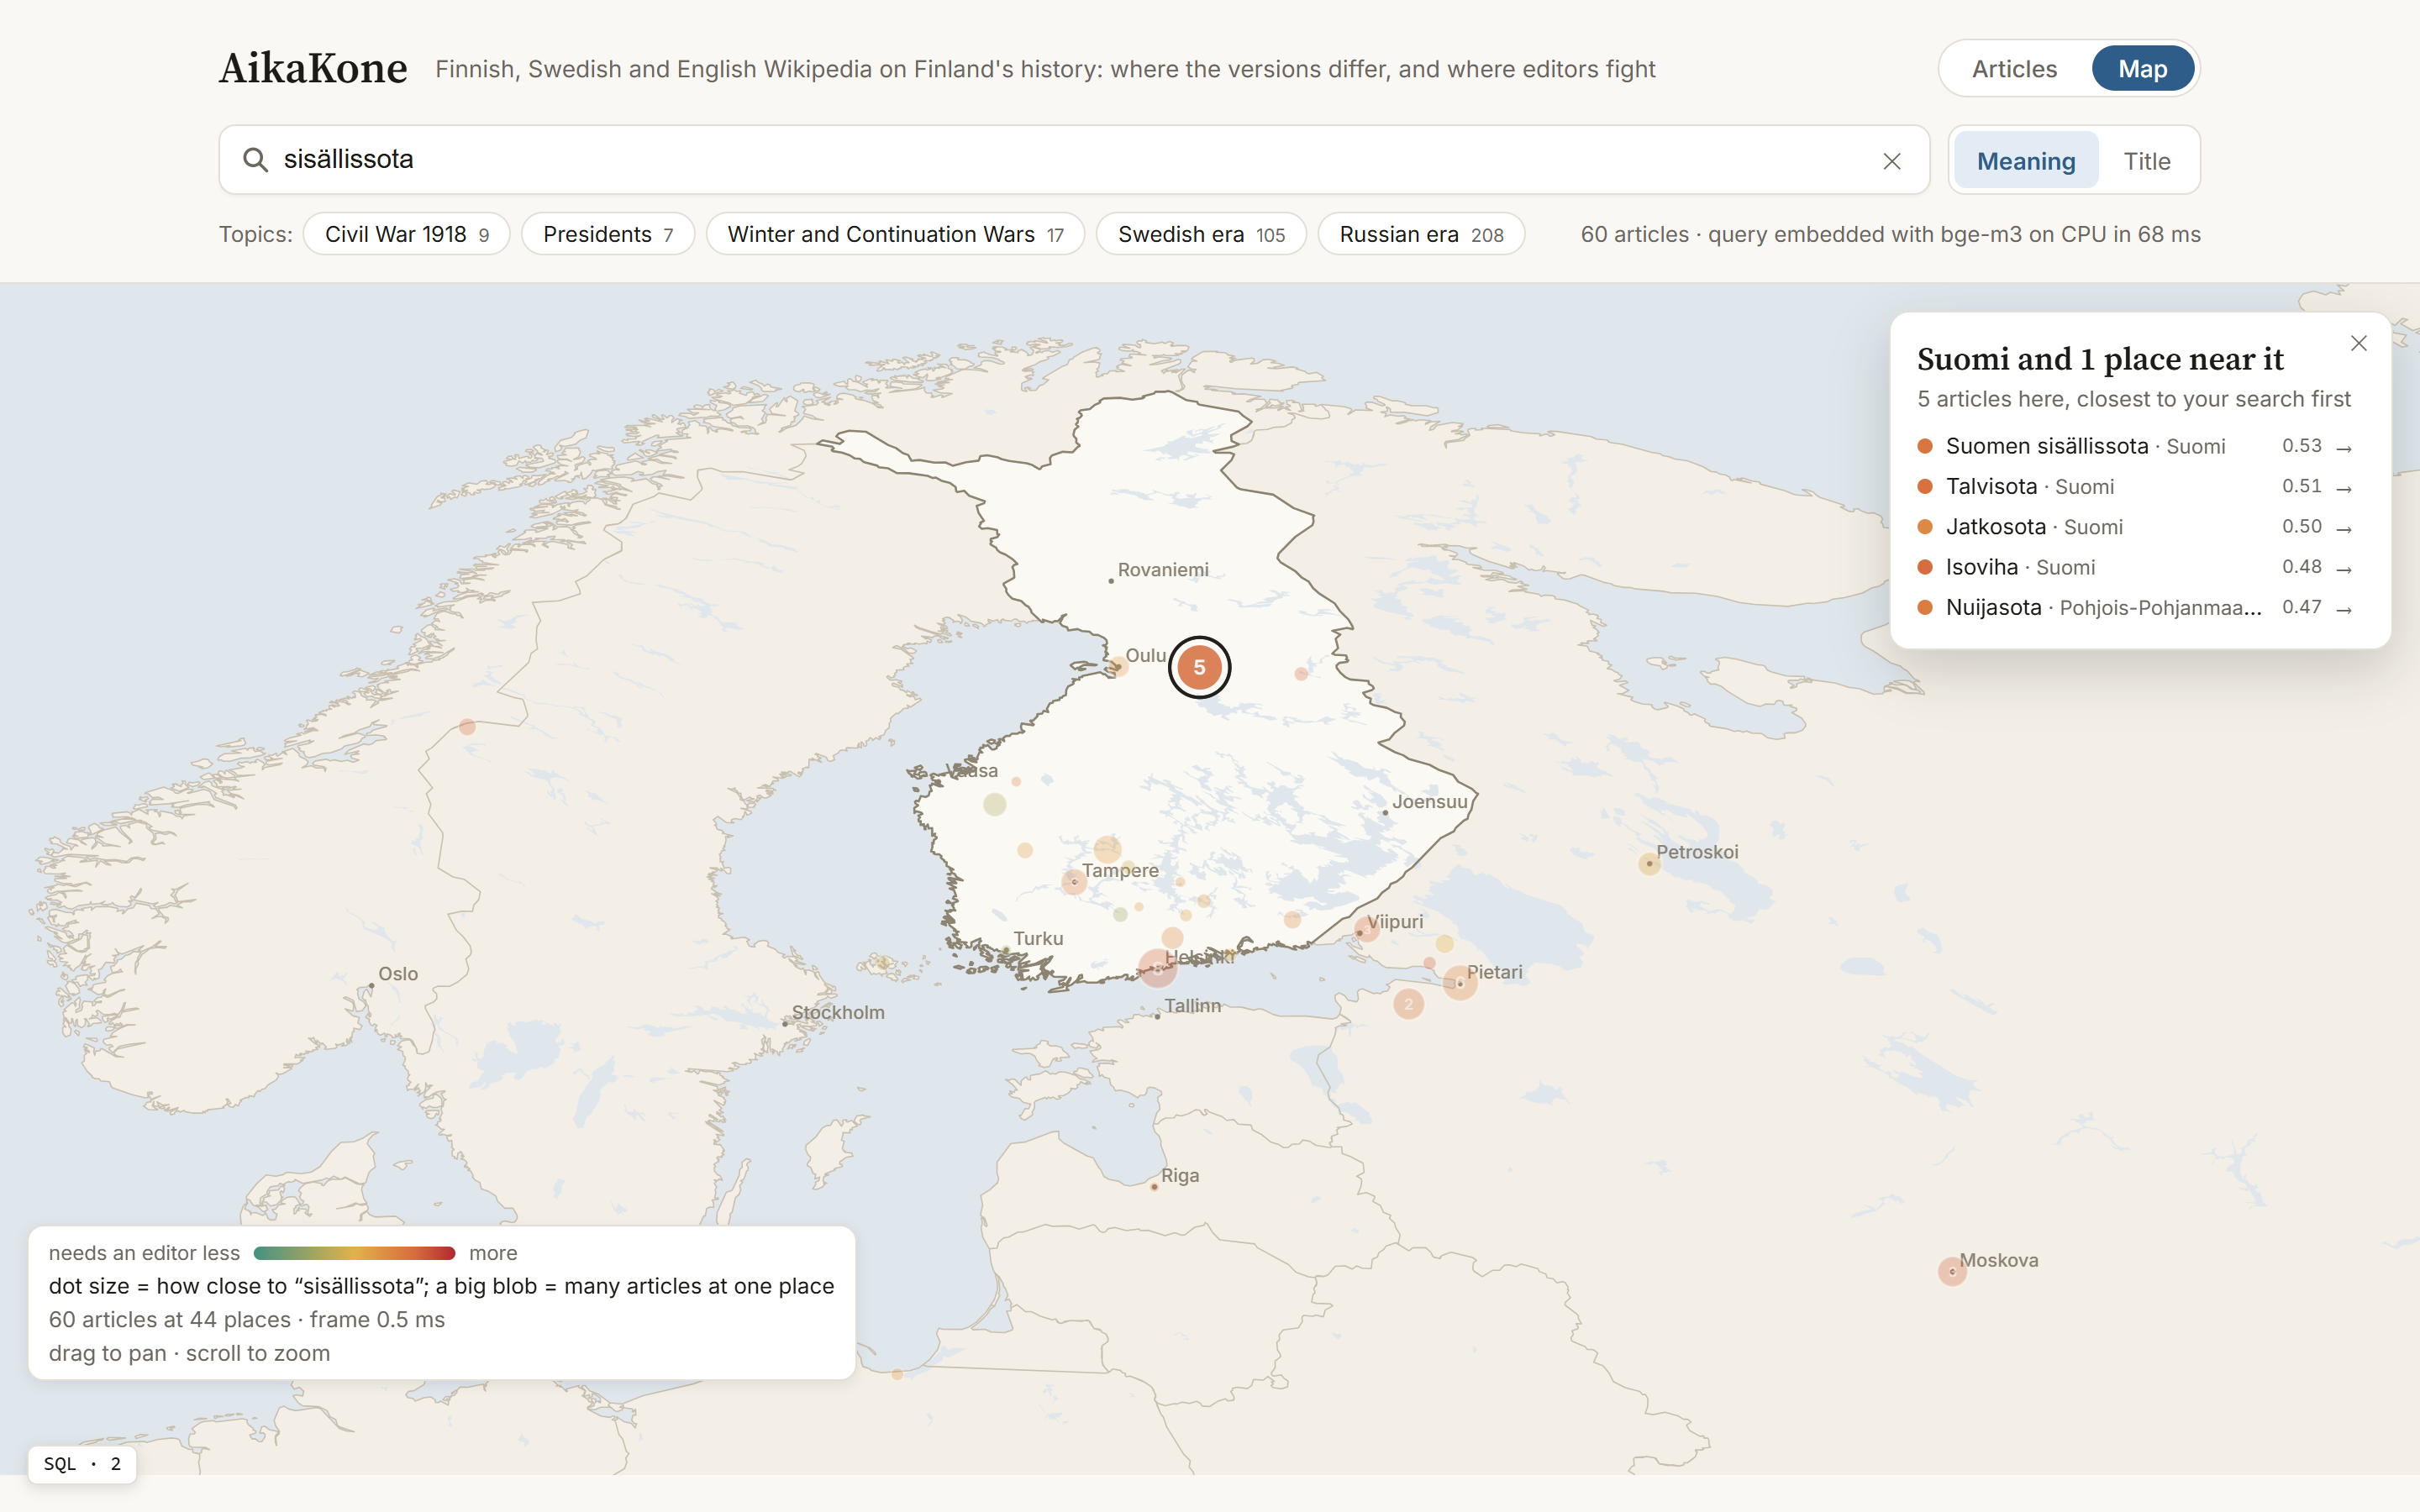 AikaKone
Finnish, Swedish and English Wikipedia on Finland's history: where the versions differ, and where editors fight
Articles
Map
sisällissota
Meaning
Title
Topics:
Civil War 1918 9
Presidents 7
Winter and Continuation Wars 17
Swedish era 105
Russian era 208
60 articles · query embedded with bge-m3 on CPU in 68 ms
Suomi and 1 place near it
5 articles here, closest to your search first
Suomen sisällissota · Suomi 0.53 →
Talvisota · Suomi 0.51 →
Jatkosota · Suomi 0.50 →
Isoviha · Suomi 0.48 →
Nuijasota · Pohjois-Pohjanmaa... 0.47 →
Rovaniemi
Oulu
5
Vaasa
Joensuu
Petroskoi
Tampere
Viipuri
Turku
Helsinki
Pietari
Oslo
2
Tallinn
Stockholm
Riga
Moskova
needs an editor less
more
dot size = how close to “sisällissota”; a big blob = many articles at one place
60 articles at 44 places · frame 0.5 ms
drag to pan · scroll to zoom
SQL · 2